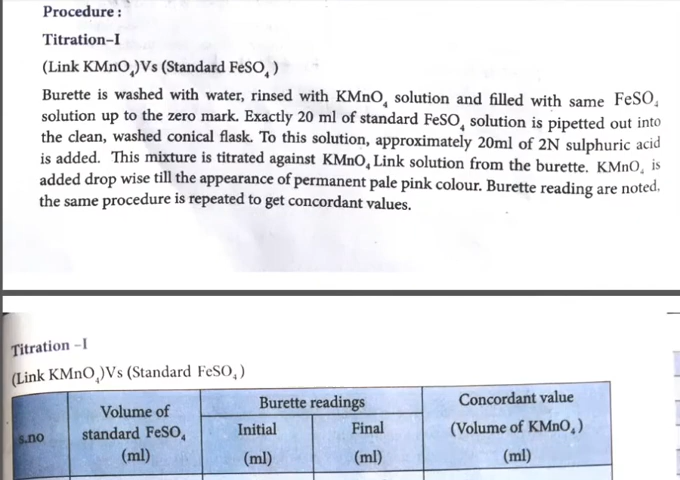 Procedure :
Titration–I
(Link KMnO₄)Vs (Standard FeSO₄ )
Burette is washed with water, rinsed with KMnO₄ solution and filled with same FeSO₄
solution up to the zero mark. Exactly 20 ml of standard FeSO₄ solution is pipetted out into
the clean, washed conical flask. To this solution, approximately 20ml of 2N sulphuric acid
is added. This mixture is titrated against KMnO₄ Link solution from the burette. KMnO₄ is
added drop wise till the appearance of permanent pale pink colour. Burette reading are noted,
the same procedure is repeated to get concordant values.
Titration –I
(Link KMnO₄)Vs (Standard FeSO₄ )
s.no
Volume of
standard FeSO₄
(ml)
Burette readings
Initial
(ml)
Final
(ml)
Concordant value
(Volume of KMnO₄ )
(ml)